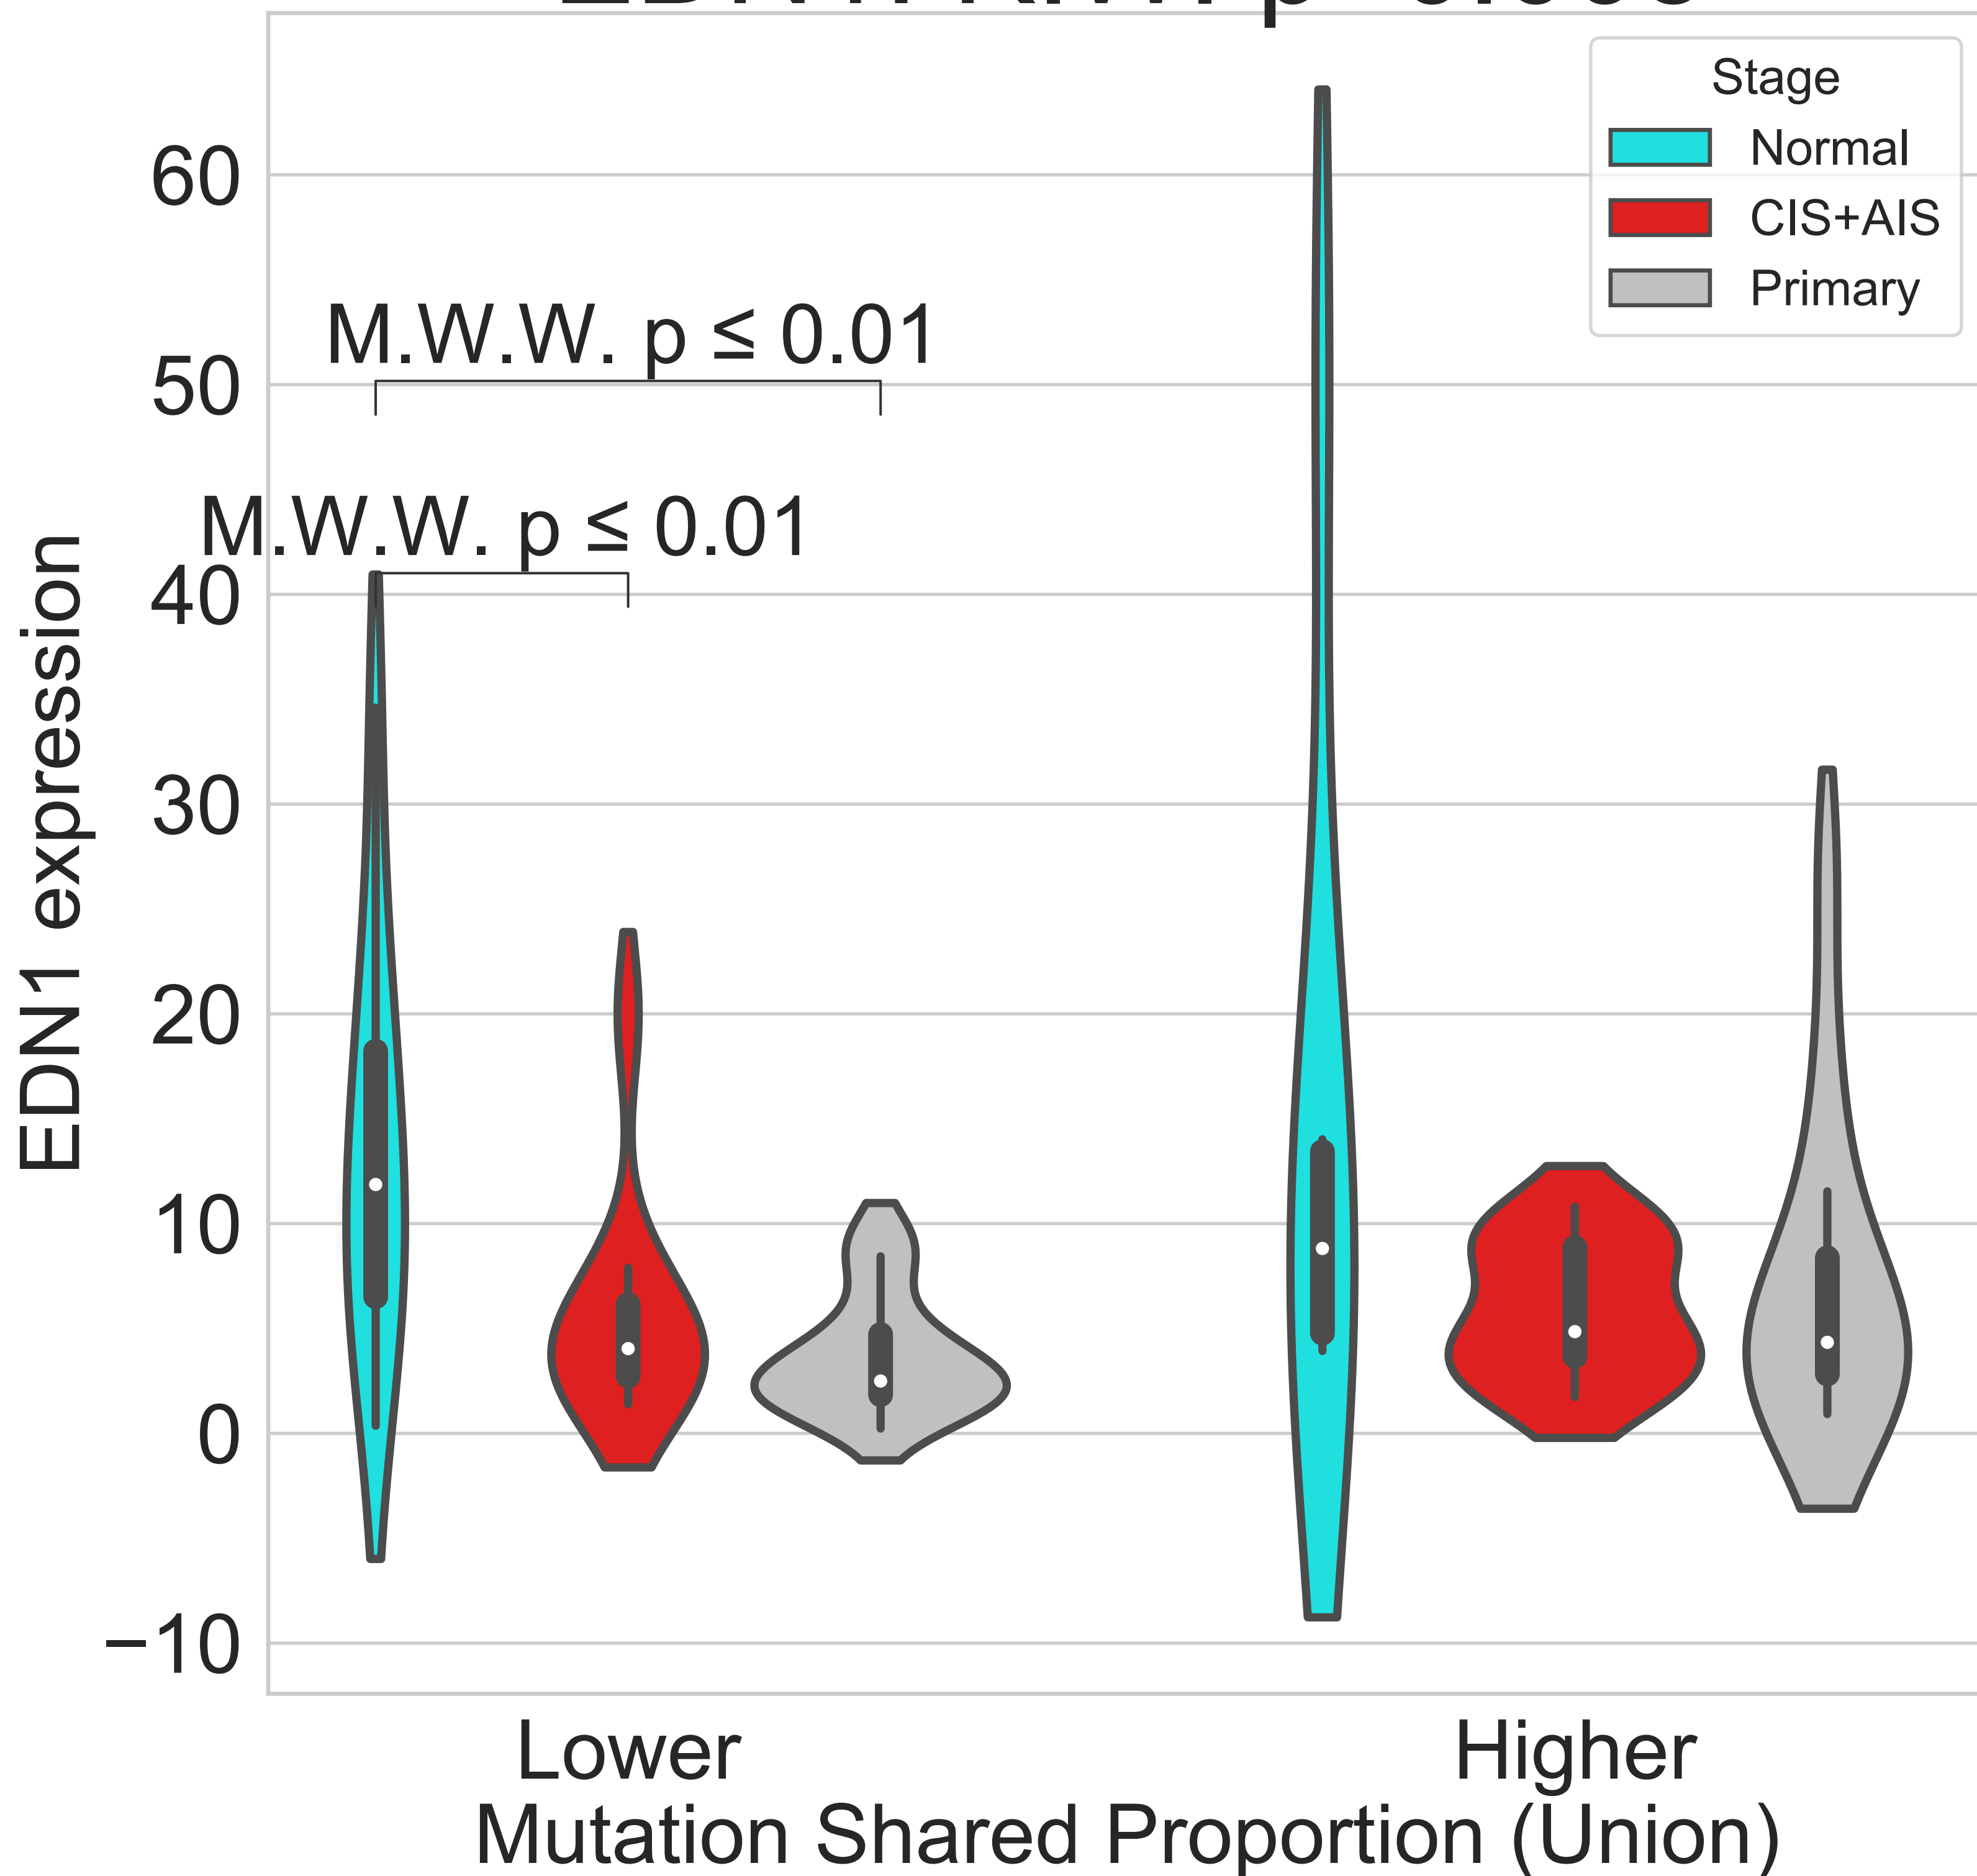 Stage
Normal
CIS+AIS
Primary
60
50
40
30
20
10
0
−10
EDN1 expression
M.W.W. p ≤ 0.01
M.W.W. p ≤ 0.01
Lower
Higher
Mutation Shared Proportion (Union)